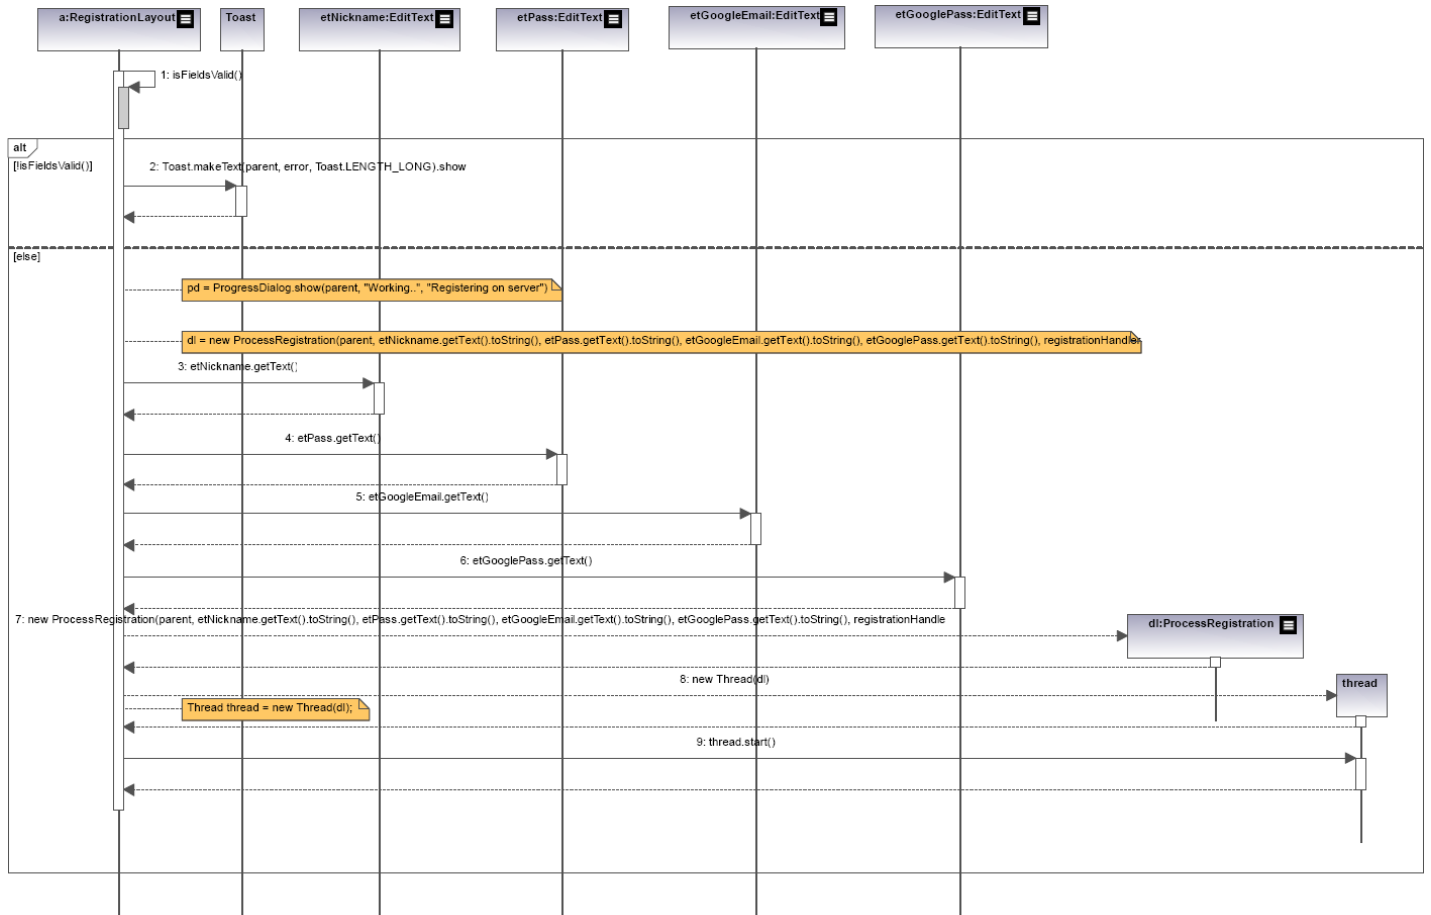 a:RegistrationLayout
Toast
etNickname:EditText
etPass:EditText
etGoogleEmail:EditText
etGooglePass:EditText
1: isFieldsValid()
alt
[!isFieldsValid()]
2: Toast.makeText(parent, error, Toast.LENGTH_LONG).show
[else]
pd = ProgressDialog.show(parent, "Working..", "Registering on server")
dl = new ProcessRegistration(parent, etNickname.getText().toString(), etPass.getText().toString(), etGoogleEmail.getText().toString(), etGooglePass.getText().toString(), registrationHandler
3: etNickname.getText()
4: etPass.getText()
5: etGoogleEmail.getText()
6: etGooglePass.getText()
7: new ProcessRegistration(parent, etNickname.getText().toString(), etPass.getText().toString(), etGoogleEmail.getText().toString(), etGooglePass.getText().toString(), registrationHandle
dl:ProcessRegistration
8: new Thread(dl)
thread
Thread thread = new Thread(dl);
9: thread.start()